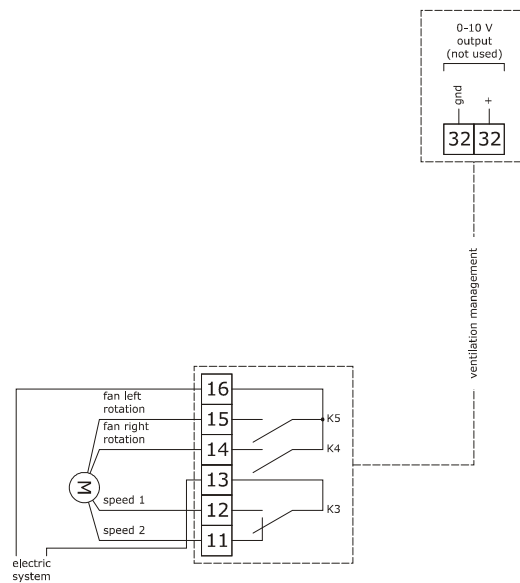 0-10 V
output
(not used)
gnd
+
32 32
ventilation management
16
fan left
rotation
15
K5
fan right
rotation
14
K4
13
M
speed 1
12
K3
speed 2
11
electric
system